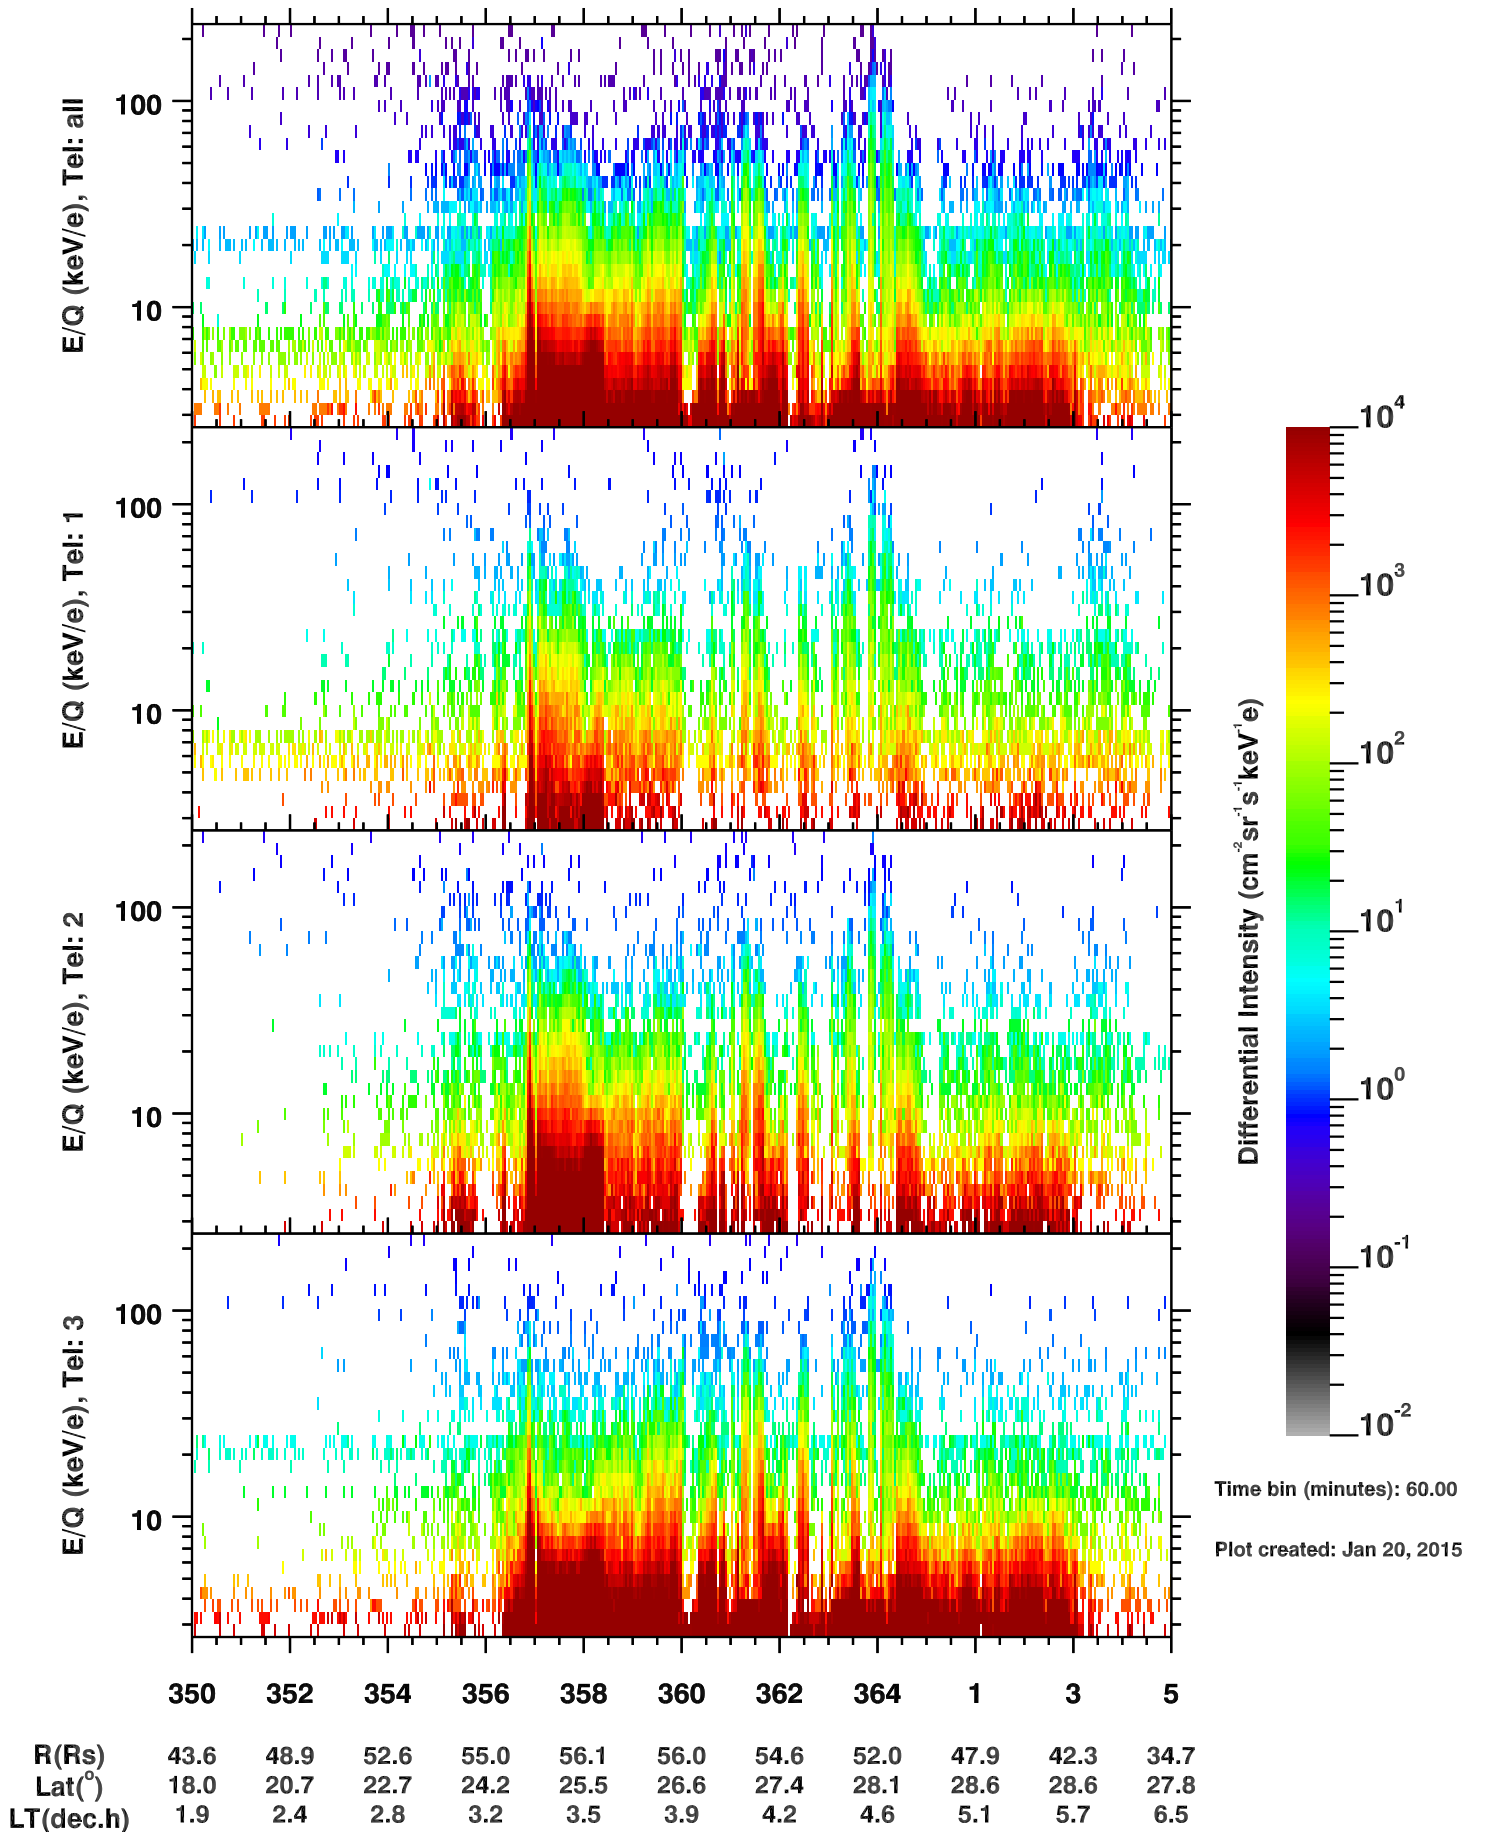 E/Q (keV/e), Tel: all
100
10
E/Q (keV/e), Tel: 1
100
10
E/Q (keV/e), Tel: 2
100
10
E/Q (keV/e), Tel: 3
100
10
350 352 354 356 358 360 362 364 1 3 5
R(Rs) 43.6 48.9 52.6 55.0 56.1 56.0 54.6 52.0 47.9 42.3 34.7
Lat(°) 18.0 20.7 22.7 24.2 25.5 26.6 27.4 28.1 28.6 28.6 27.8
LT(dec.h) 1.9 2.4 2.8 3.2 3.5 3.9 4.2 4.6 5.1 5.7 6.5
Differential Intensity (cm⁻²sr⁻¹s⁻¹keV⁻¹e)
10⁴
10³
10²
10¹
10⁰
10⁻¹
10⁻²
Time bin (minutes): 60.00
Plot created: Jan 20, 2015